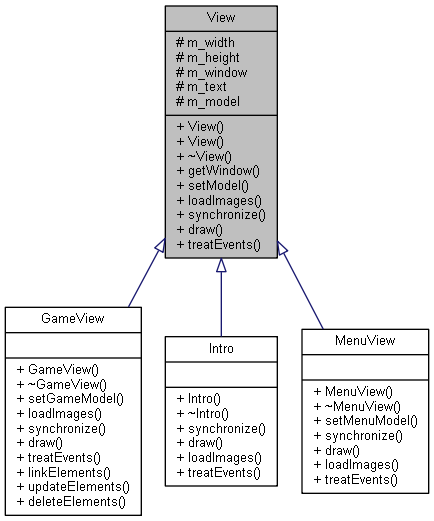 View
# m_width
# m_height
# m_window
# m_text
# m_model
+ View()
+ View()
+ ~View()
+ getWindow()
+ setModel()
+ loadImages()
+ synchronize()
+ draw()
+ treatEvents()
GameView
+ GameView()
+ ~GameView()
+ setGameModel()
+ loadImages()
+ synchronize()
+ draw()
+ treatEvents()
+ linkElements()
+ updateElements()
+ deleteElements()
Intro
+ Intro()
+ ~Intro()
+ synchronize()
+ draw()
+ loadImages()
+ treatEvents()
MenuView
+ MenuView()
+ ~MenuView()
+ setMenuModel()
+ synchronize()
+ draw()
+ loadImages()
+ treatEvents()